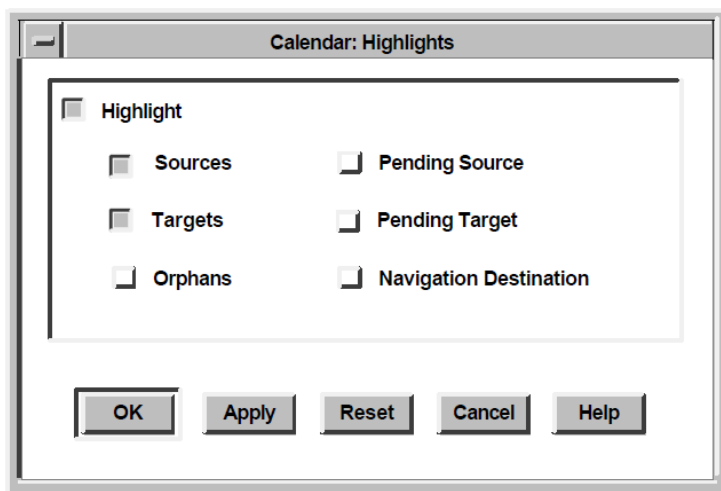 Calendar: Highlights
Highlight
Sources Pending Source
Targets Pending Target
Orphans Navigation Destination
OK Apply Reset Cancel Help